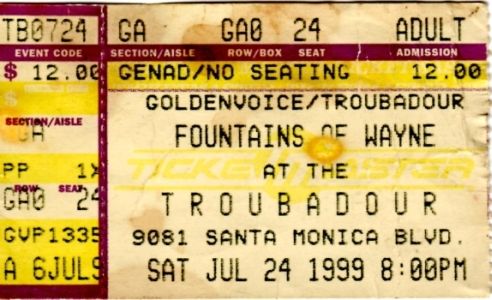 TB0724 GA GA0 24 ADULT
EVENT CODE SECTION/AISLE ROW/BOX SEAT ADMISSION
$ 12.00 GENAD/NO SEATING 12.00
GOLDENVOICE/TROUBADOUR
SECTION/AISLE
GA FOUNTAINS OF WAYNE
TICKETMASTER
PP 1X AT THE
ROW SEAT
GA0 24 TROUBADOUR
GVP1335 9081 SANTA MONICA BLVD.
A 6JUL9 SAT JUL 24 1999 8:00PM